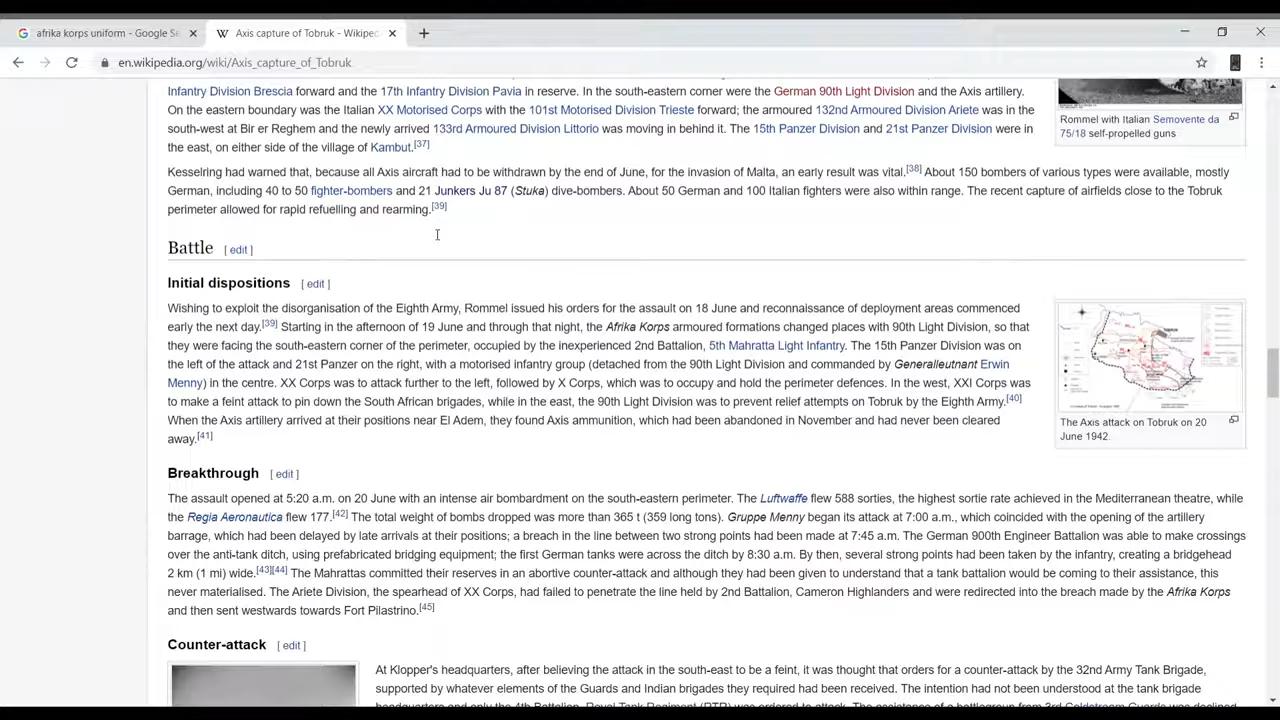 afrika korps uniform - Google Se
Axis capture of Tobruk - Wikiped
en.wikipedia.org/wiki/Axis_capture_of_Tobruk
Infantry Division Brescia forward and the 17th Infantry Division Pavia in reserve. In the south-eastern corner were the German 90th Light Division and the Axis artillery.
On the eastern boundary was the Italian XX Motorised Corps with the 101st Motorised Division Trieste forward; the armoured 132nd Armoured Division Ariete was in the
south-west at Bir er Reghem and the newly arrived 133rd Armoured Division Littorio was moving in behind it. The 15th Panzer Division and 21st Panzer Division were in
the east, on either side of the village of Kambut.[37]
Rommel with Italian Semovente da
75/18 self-propelled guns
Kesselring had warned that, because all Axis aircraft had to be withdrawn by the end of June, for the invasion of Malta, an early result was vital.[38] About 150 bombers of various types were available, mostly
German, including 40 to 50 fighter-bombers and 21 Junkers Ju 87 (Stuka) dive-bombers. About 50 German and 100 Italian fighters were also within range. The recent capture of airfields close to the Tobruk
perimeter allowed for rapid refuelling and rearming.[39]
Battle [ edit ]
Initial dispositions [ edit ]
Wishing to exploit the disorganisation of the Eighth Army, Rommel issued his orders for the assault on 18 June and reconnaissance of deployment areas commenced
early the next day.[39] Starting in the afternoon of 19 June and through that night, the Afrika Korps armoured formations changed places with 90th Light Division, so that
they were facing the south-eastern corner of the perimeter, occupied by the inexperienced 2nd Battalion, 5th Mahratta Light Infantry. The 15th Panzer Division was on
the left of the attack and 21st Panzer on the right, with a motorised infantry group (detached from the 90th Light Division and commanded by Generalleutnant Erwin
Menny) in the centre. XX Corps was to attack further to the left, followed by X Corps, which was to occupy and hold the perimeter defences. In the west, XXI Corps was
to make a feint attack to pin down the South African brigades, while in the east, the 90th Light Division was to prevent relief attempts on Tobruk by the Eighth Army.[40]
When the Axis artillery arrived at their positions near El Adem, they found Axis ammunition, which had been abandoned in November and had never been cleared
away.[41]
The Axis attack on Tobruk on 20
June 1942.
Breakthrough [ edit ]
The assault opened at 5:20 a.m. on 20 June with an intense air bombardment on the south-eastern perimeter. The Luftwaffe flew 588 sorties, the highest sortie rate achieved in the Mediterranean theatre, while
the Regia Aeronautica flew 177.[42] The total weight of bombs dropped was more than 365 t (359 long tons). Gruppe Menny began its attack at 7:00 a.m., which coincided with the opening of the artillery
barrage, which had been delayed by late arrivals at their positions; a breach in the line between two strong points had been made at 7:45 a.m. The German 900th Engineer Battalion was able to make crossings
over the anti-tank ditch, using prefabricated bridging equipment; the first German tanks were across the ditch by 8:30 a.m. By then, several strong points had been taken by the infantry, creating a bridgehead
2 km (1 mi) wide.[43][44] The Mahrattas committed their reserves in an abortive counter-attack and although they had been given to understand that a tank battalion would be coming to their assistance, this
never materialised. The Ariete Division, the spearhead of XX Corps, had failed to penetrate the line held by 2nd Battalion, Cameron Highlanders and were redirected into the breach made by the Afrika Korps
and then sent westwards towards Fort Pilastrino.[45]
Counter-attack [ edit ]
At Klopper's headquarters, after believing the attack in the south-east to be a feint, it was thought that orders for a counter-attack by the 32nd Army Tank Brigade,
supported by whatever elements of the Guards and Indian brigades they required had been received. The intention had not been understood at the tank brigade
headquarters and only the 4th Battalion, Royal Tank Regiment (RTR) was ordered to attack. The assistance of a battlegroup from 3rd Coldstream Guards was declined